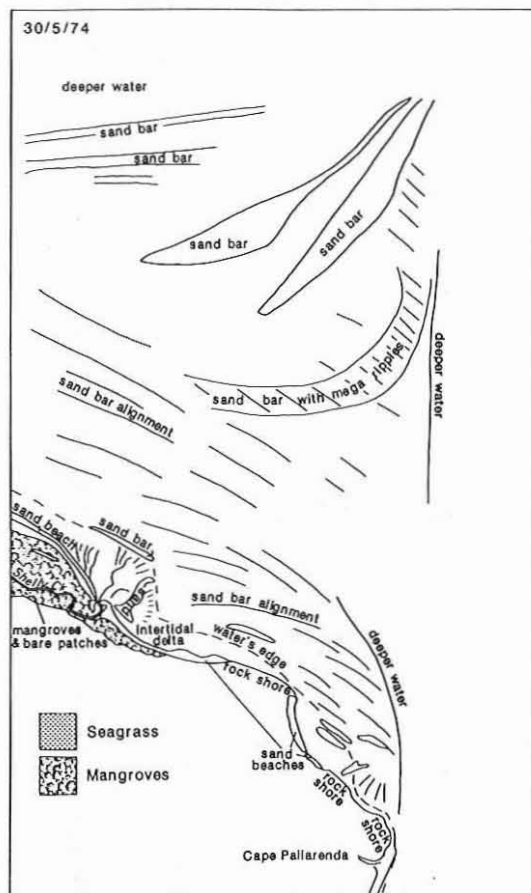 30/5/74
deeper water
sand bar
sand bar
sand bar
sand bar
sand bar with mega ripples
deeper water
sand bar alignment
sand beach
sand bar
Shelly
mangroves
& bare patches
Intertidal
delta
sand bar alignment
water's edge
deeper water
rock shore
sand
beaches
rock
shore
rock
shore
Seagrass
Mangroves
Cape Pallarenda